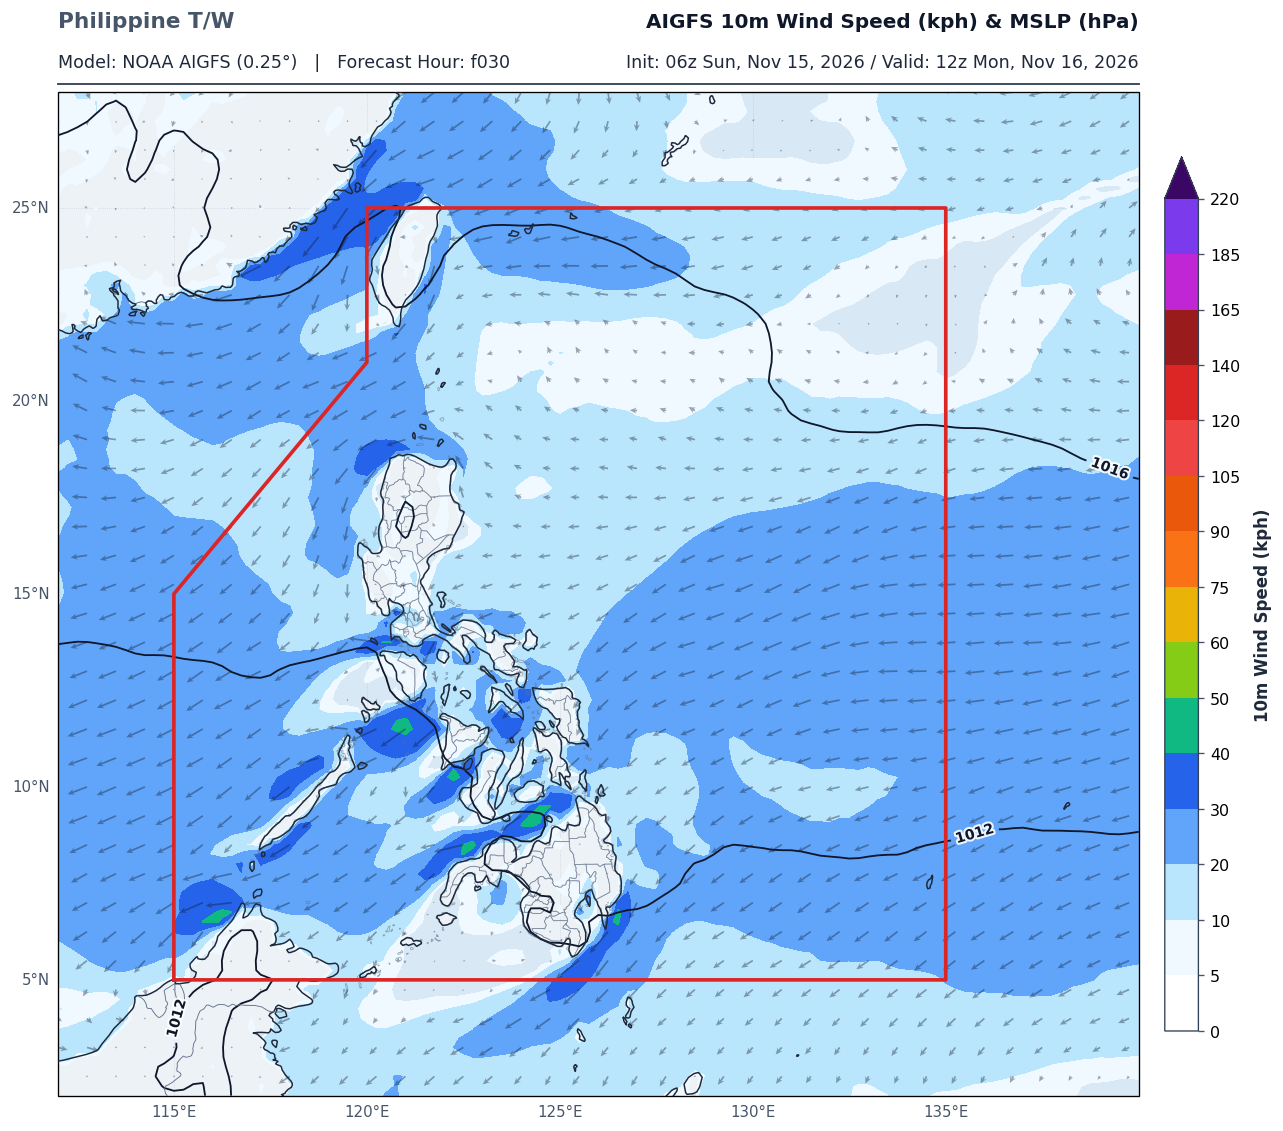 Philippine T/W
AIGFS 10m Wind Speed (kph) & MSLP (hPa)
Model: NOAA AIGFS (0.25°) | Forecast Hour: f030
Init: 06z Sun, Nov 15, 2026 / Valid: 12z Mon, Nov 16, 2026
25°N
20°N
15°N
10°N
5°N
115°E
120°E
125°E
130°E
135°E
1016
1012
1012
220
185
165
140
120
105
90
75
60
50
40
30
20
10
5
0
10m Wind Speed (kph)